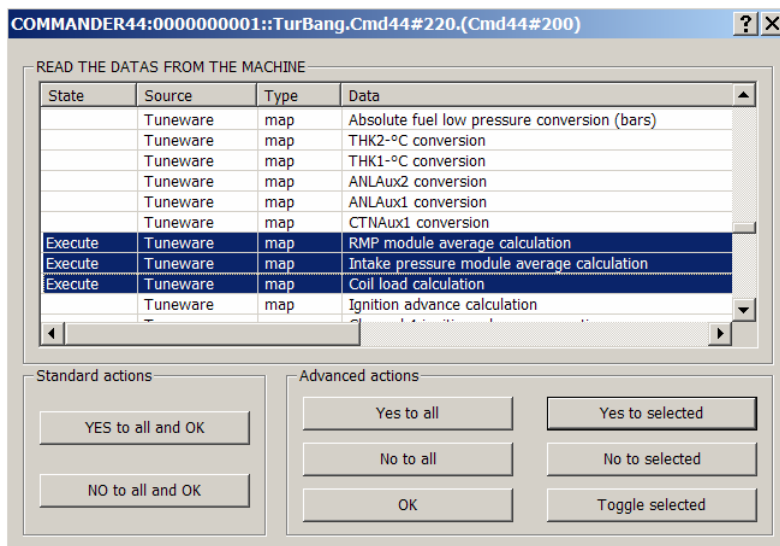 COMMANDER44:0000000001::TurBang.Cmd44#220.(Cmd44#200)
READ THE DATAS FROM THE MACHINE
State Source Type Data
Tuneware map Absolute fuel low pressure conversion (bars)
Tuneware map THK2-ºC conversion
Tuneware map THK1-ºC conversion
Tuneware map ANLAux2 conversion
Tuneware map ANLAux1 conversion
Tuneware map CTNAux1 conversion
Execute Tuneware map RMP module average calculation
Execute Tuneware map Intake pressure module average calculation
Execute Tuneware map Coil load calculation
Tuneware map Ignition advance calculation
Standard actions
YES to all and OK
NO to all and OK
Advanced actions
Yes to all Yes to selected
No to all No to selected
OK Toggle selected